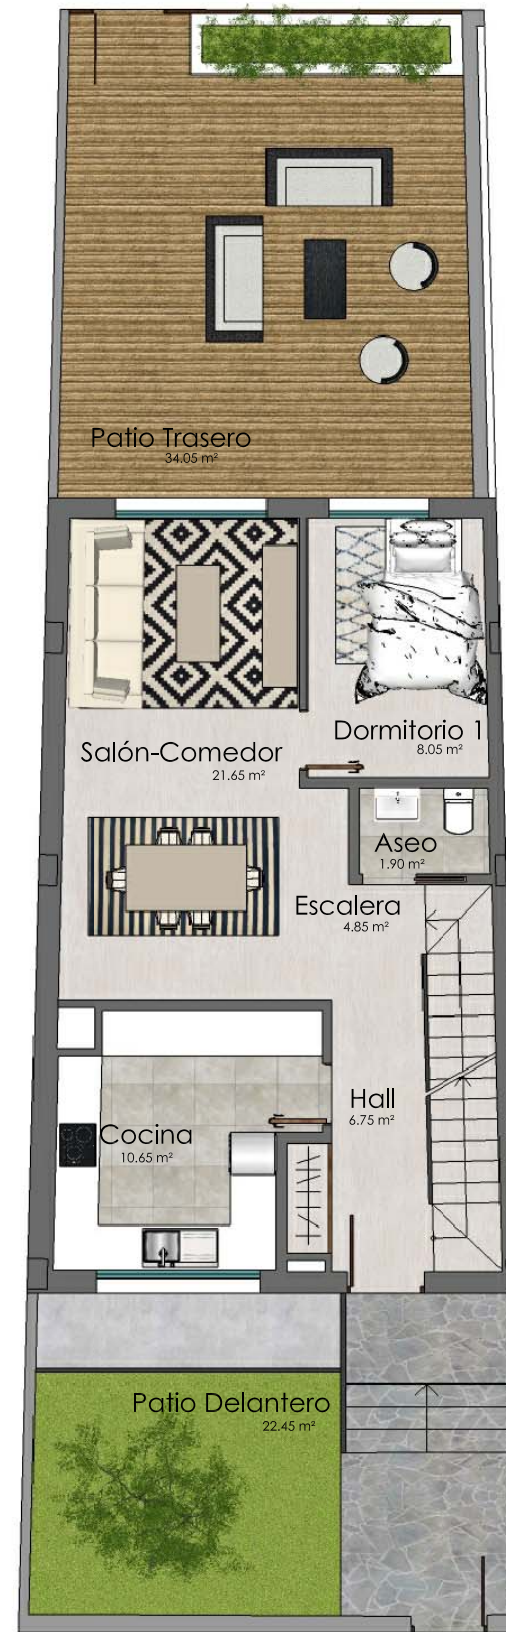 Patio Trasero
34.05 m²
Dormitorio 1
8.05 m²
Salón-Comedor
21.65 m²
Aseo
1.90 m²
Escalera
4.85 m²
Hall
6.75 m²
Cocina
10.65 m²
Patio Delantero
22.45 m²